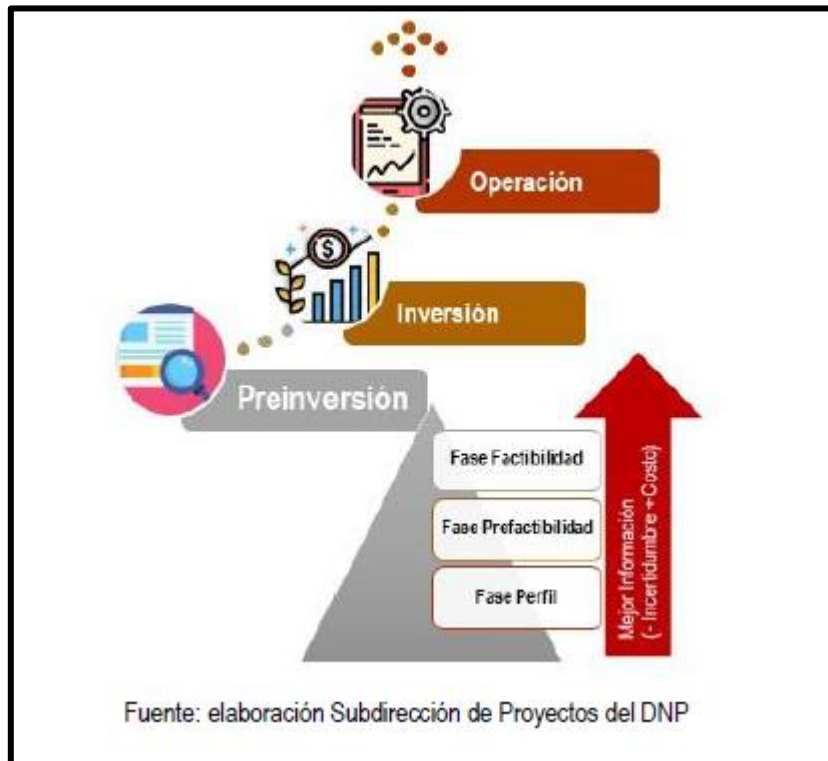 Operación
Inversión
Preinversión
Fase Factibilidad
Fase Prefactibilidad
Fase Perfil
Mejor Información
(- Incertidumbre +Costo)
Fuente: elaboración Subdirección de Proyectos del DNP